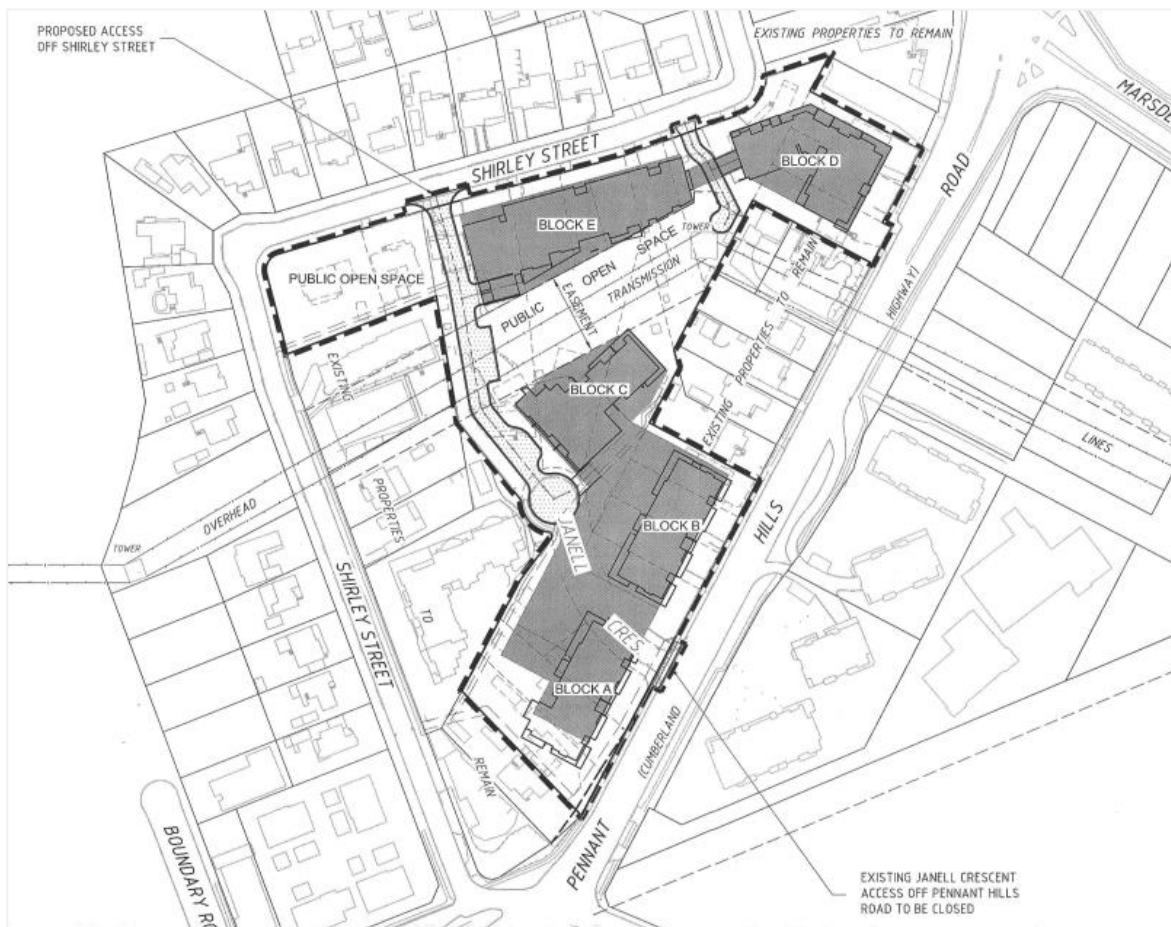 PROPOSED ACCESS
OFF SHIRLEY STREET
EXISTING PROPERTIES TO REMAIN
MARSDE
SHIRLEY STREET
BLOCK D
ROAD
BLOCK E
TOWER
PUBLIC OPEN SPACE
PUBLIC OPEN SPACE
TRANSMISSION
EASEMENT
EXISTING PROPERTIES TO REMAIN
HIGHWAY)
EXISTING
BLOCK C
LINES
OVERHEAD
PROPERTIES
TOWER
JANELL
BLOCK B
HILLS
SHIRLEY STREET
TO
CRES
BLOCK A
(CUMBERLAND
REMAIN
BOUNDARY RO
PENNANT
EXISTING JANELL CRESCENT
ACCESS OFF PENNANT HILLS
ROAD TO BE CLOSED